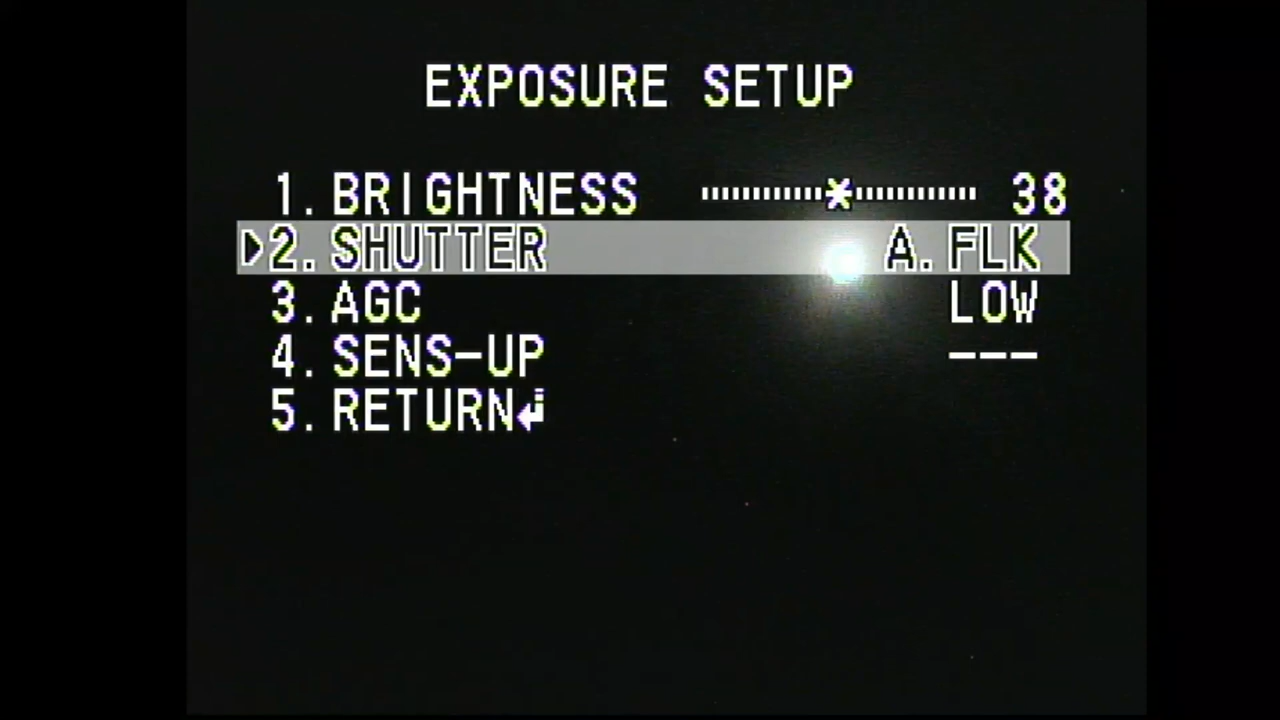 EXPOSURE SETUP
1. BRIGHTNESS 38
2. SHUTTER A. FLK
3. AGC LOW
4. SENS-UP ---
5. RETURN↲